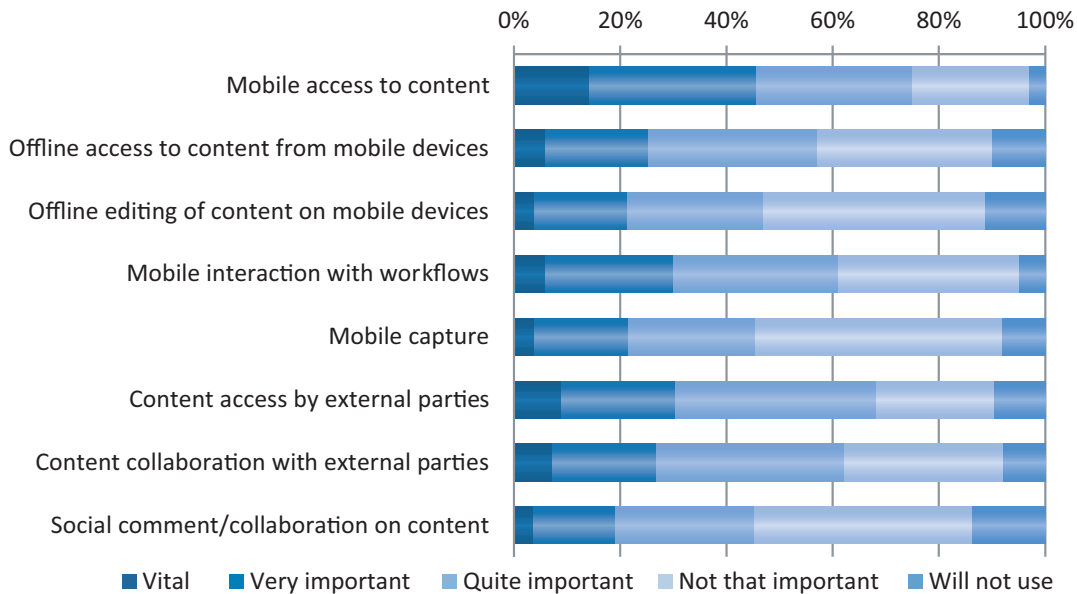 0% 20% 40% 60% 80% 100%
Mobile access to content
Offline access to content from mobile devices
Offline editing of content on mobile devices
Mobile interaction with workflows
Mobile capture
Content access by external parties
Content collaboration with external parties
Social comment/collaboration on content
Vital Very important Quite important Not that important Will not use